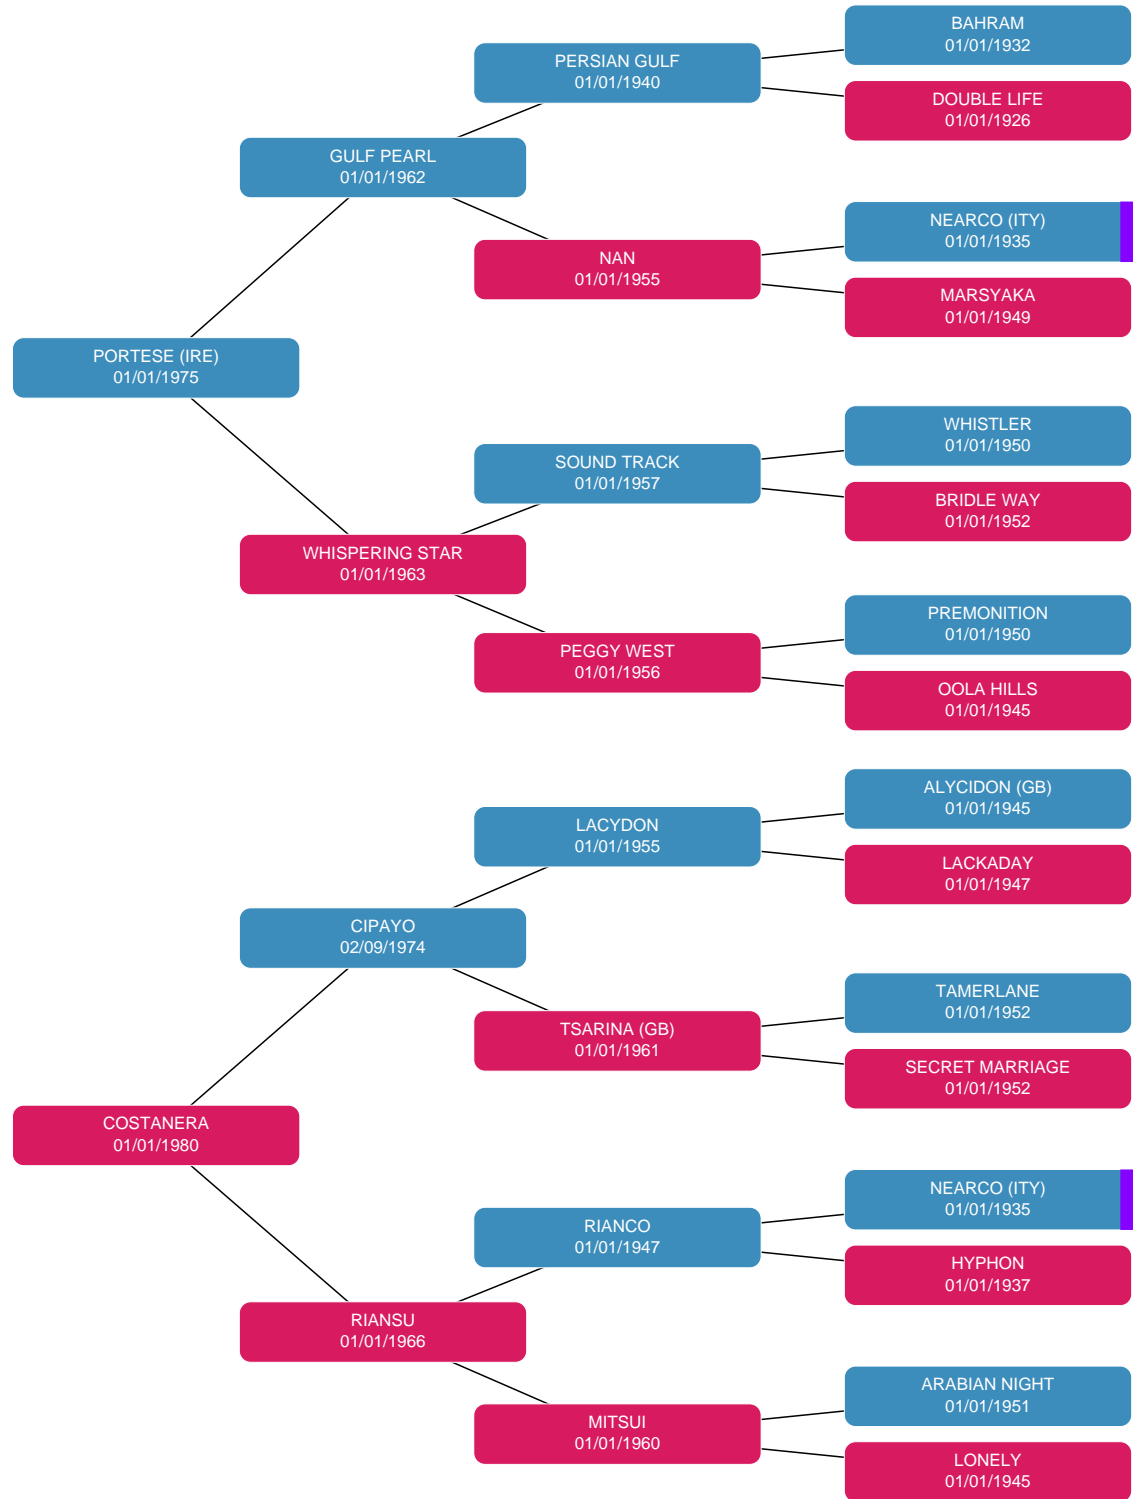 BAHRAM
01/01/1932
PERSIAN GULF
01/01/1940
DOUBLE LIFE
01/01/1926
GULF PEARL
01/01/1962
NEARCO (ITY)
01/01/1935
NAN
01/01/1955
MARSYAKA
01/01/1949
PORTESE (IRE)
01/01/1975
WHISTLER
01/01/1950
SOUND TRACK
01/01/1957
BRIDLE WAY
01/01/1952
WHISPERING STAR
01/01/1963
PREMONITION
01/01/1950
PEGGY WEST
01/01/1956
OOLA HILLS
01/01/1945
ALYCIDON (GB)
01/01/1945
LACYDON
01/01/1955
LACKADAY
01/01/1947
CIPAYO
02/09/1974
TAMERLANE
01/01/1952
TSARINA (GB)
01/01/1961
SECRET MARRIAGE
01/01/1952
COSTANERA
01/01/1980
NEARCO (ITY)
01/01/1935
RIANCO
01/01/1947
HYPHON
01/01/1937
RIANSU
01/01/1966
ARABIAN NIGHT
01/01/1951
MITSUI
01/01/1960
LONELY
01/01/1945